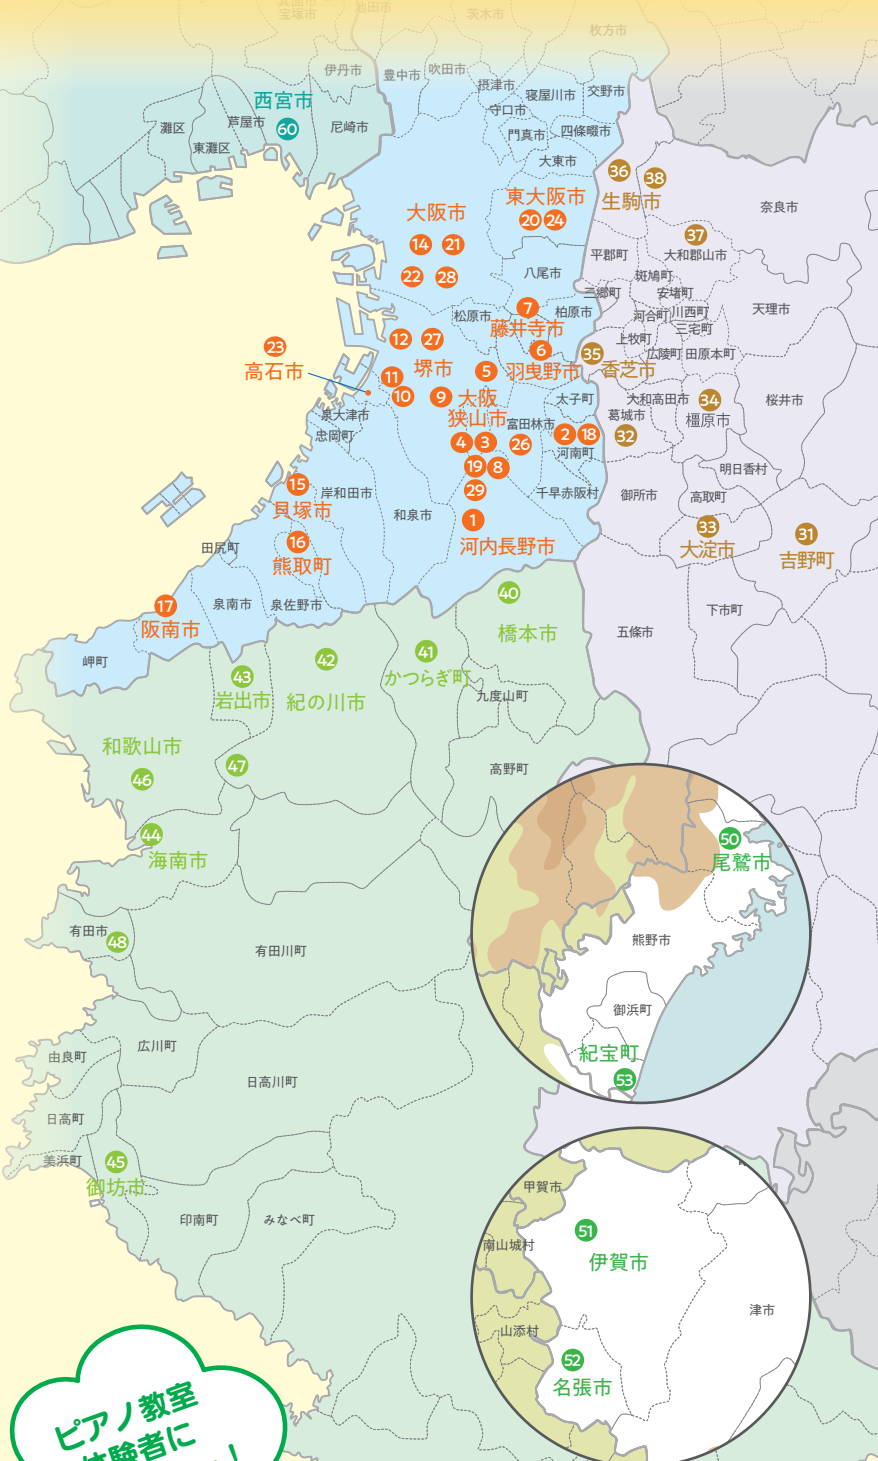 箕面市
宝塚市
池田市
茨木市
枚方市
伊丹市
豊中市
吹田市
摂津市
寝屋川市
交野市
守口市
西宮市
60
芦屋市
灘区
東灘区
尼崎市
門真市
四條畷市
大東市
36
38
生駒市
東大阪市
20
24
大阪市
14
21
22
28
奈良市
37
大和郡山市
平郡町
八尾市
斑鳩町
三郷町
安堵町
7
柏原市
松原市
藤井寺市
河合町
川西町
天理市
三宅町
上牧町
広陵町
田原本町
12
27
堺市
6
羽曳野市
35
香芝市
23
高石市
11
10
5
9
大阪
狭山市
太子町
大和高田市
34
橿原市
桜井市
葛城市
32
泉大津市
忠岡町
富田林市
4
3
26
2
18
河南町
19
8
29
明日香村
15
貝塚市
岸和田市
千早赤阪村
御所市
高取町
和泉市
1
河内長野市
33
大淀市
31
吉野町
16
熊取町
田尻町
17
阪南市
泉南市
泉佐野市
40
橋本市
下市町
五條市
岬町
43
岩出市
42
紀の川市
41
かつらぎ町
九度山町
和歌山市
46
47
高野町
44
海南市
50
尾鷲市
有田市
48
有田川町
熊野市
御浜町
紀宝町
53
広川町
由良町
日高川町
日高町
美浜町
45
御坊市
印南町
みなべ町
甲賀市
51
伊賀市
南山城村
津市
山添村
52
名張市
ピアノ教室
体験者に